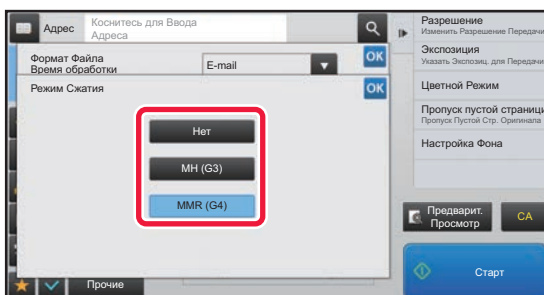 Адрес
Коснитесь для Ввода
Адреса
Формат Файла
Время обработки
E-mail
OK
Режим Сжатия
OK
Нет
MH (G3)
MMR (G4)
Прочие
Разрешение
Изменить Разрешение Передачи
Экспозиция
Указать Экспозиц. для Передачи
Цветной Режим
Пропуск пустой страниц
Пропуск Пустой Стр. Оригинала
Настройка Фона
Предварит.
Просмотр
CA
Старт